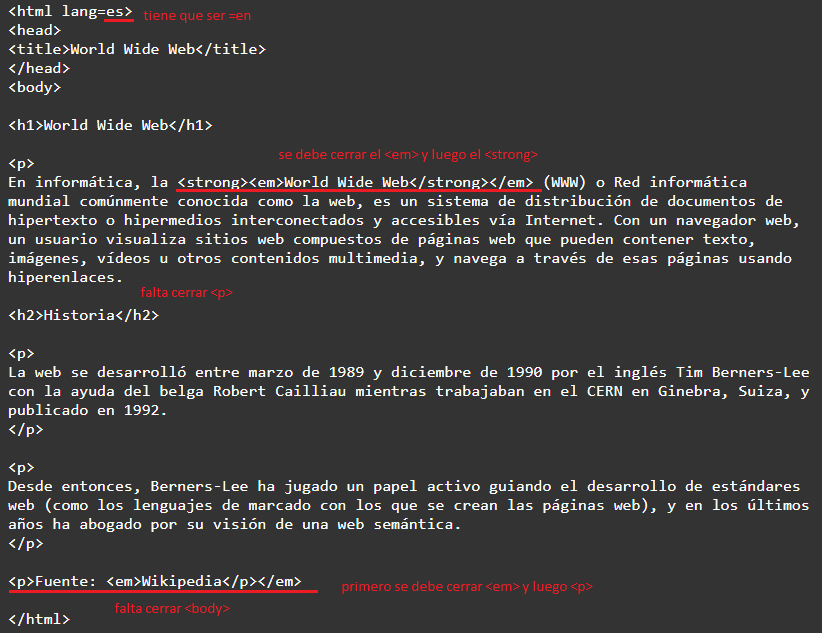 <html lang=es> tiene que ser =en
<head>
<title>World Wide Web</title>
</head>
<body>
<h1>World Wide Web</h1>
se debe cerrar el <em> y luego el <strong>
<p>
En informática, la <strong><em>World Wide Web</strong></em> (WWW) o Red informática
mundial comúnmente conocida como la web, es un sistema de distribución de documentos de
hipertexto o hipermedios interconectados y accesibles vía Internet. Con un navegador web,
un usuario visualiza sitios web compuestos de páginas web que pueden contener texto,
imágenes, vídeos u otros contenidos multimedia, y navega a través de esas páginas usando
hiperenlaces.
falta cerrar <p>
<h2>Historia</h2>
<p>
La web se desarrolló entre marzo de 1989 y diciembre de 1990 por el inglés Tim Berners-Lee
con la ayuda del belga Robert Cailliau mientras trabajaban en el CERN en Ginebra, Suiza, y
publicado en 1992.
</p>
<p>
Desde entonces, Berners-Lee ha jugado un papel activo guiando el desarrollo de estándares
web (como los lenguajes de marcado con los que se crean las páginas web), y en los últimos
años ha abogado por su visión de una web semántica.
</p>
<p>Fuente: <em>Wikipedia</p></em> primero se debe cerrar <em> y luego <p>
falta cerrar <body>
</html>